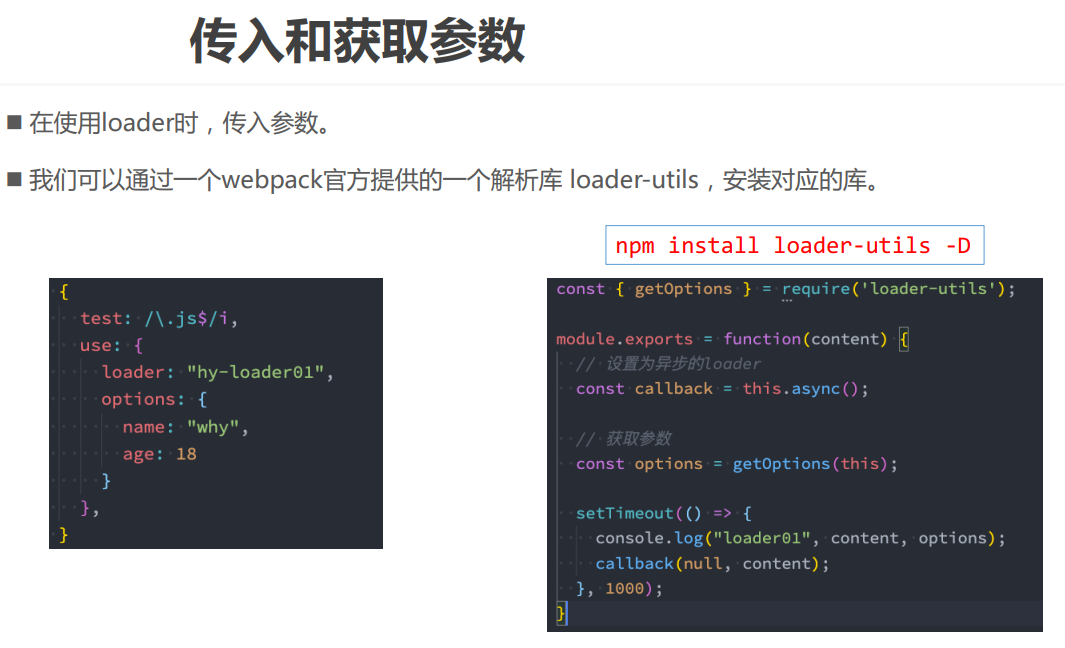 传入和获取参数
■ 在使用loader时，传入参数。
■ 我们可以通过一个webpack官方提供的一个解析库 loader-utils，安装对应的库。
npm install loader-utils -D
{
  test: /\.js$/i,
  use: {
    loader: "hy-loader01",
    options: {
      name: "why",
      age: 18
    }
  },
}
const { getOptions } = require('loader-utils');
module.exports = function(content) {
  // 设置为异步的loader
  const callback = this.async();
  // 获取参数
  const options = getOptions(this);
  setTimeout(() => {
    console.log("loader01", content, options);
    callback(null, content);
  }, 1000);
}